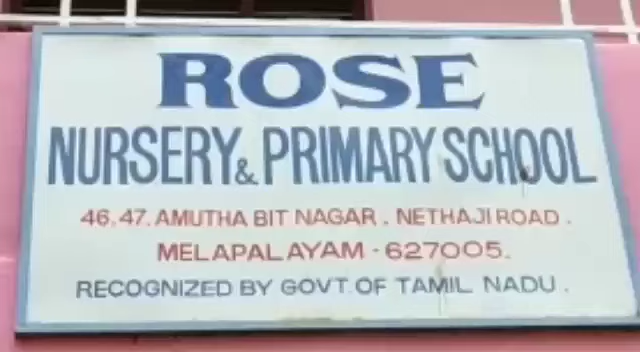 ROSE
NURSERY & PRIMARY SCHOOL
46, 47, AMUTHA BIT NAGAR . NETHAJI ROAD .
MELAPALAYAM - 627005.
RECOGNIZED BY GOVT. OF TAMIL NADU .